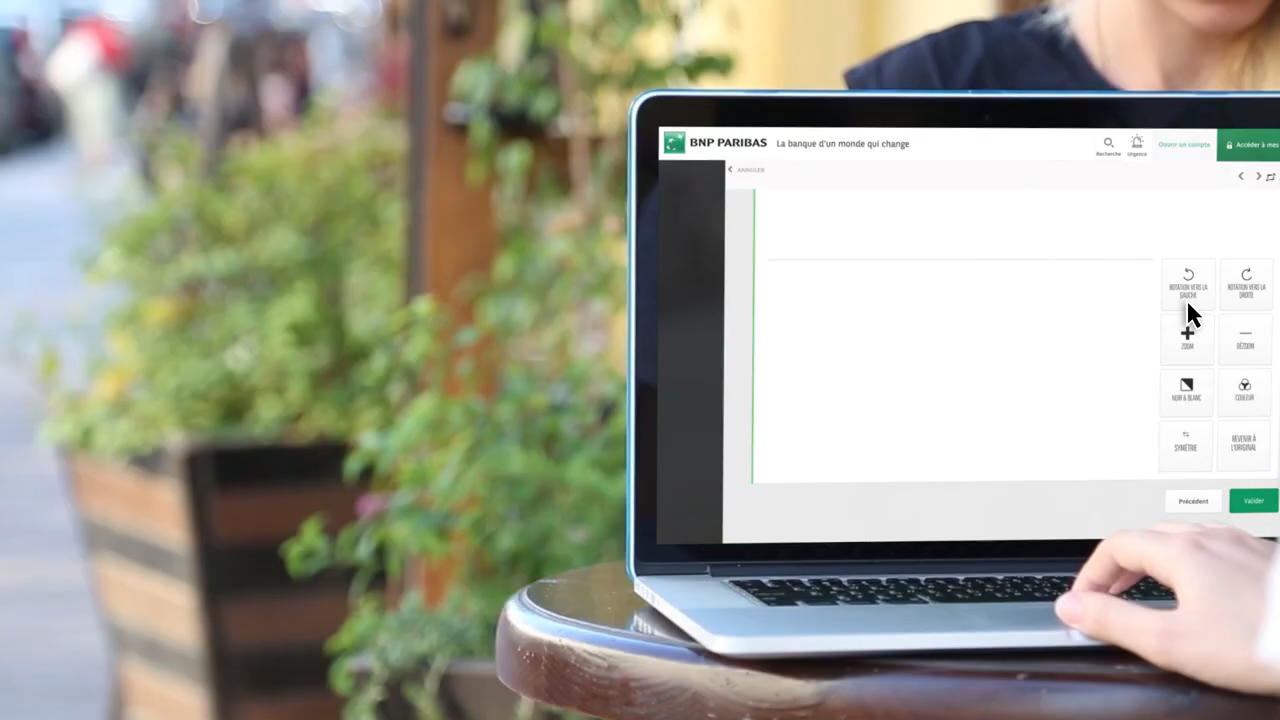 BNP PARIBAS La banque d'un monde qui change
Recherche
Urgence
Ouvrir un compte
Accéder à mes
ANNULER
ROTATION VERS LA
GAUCHE
ROTATION VERS LA
DROITE
ZOOM
DÉZOOM
NOIR & BLANC
COULEUR
SYMÉTRIE
REVENIR À
L'ORIGINAL
Précédent
Valider